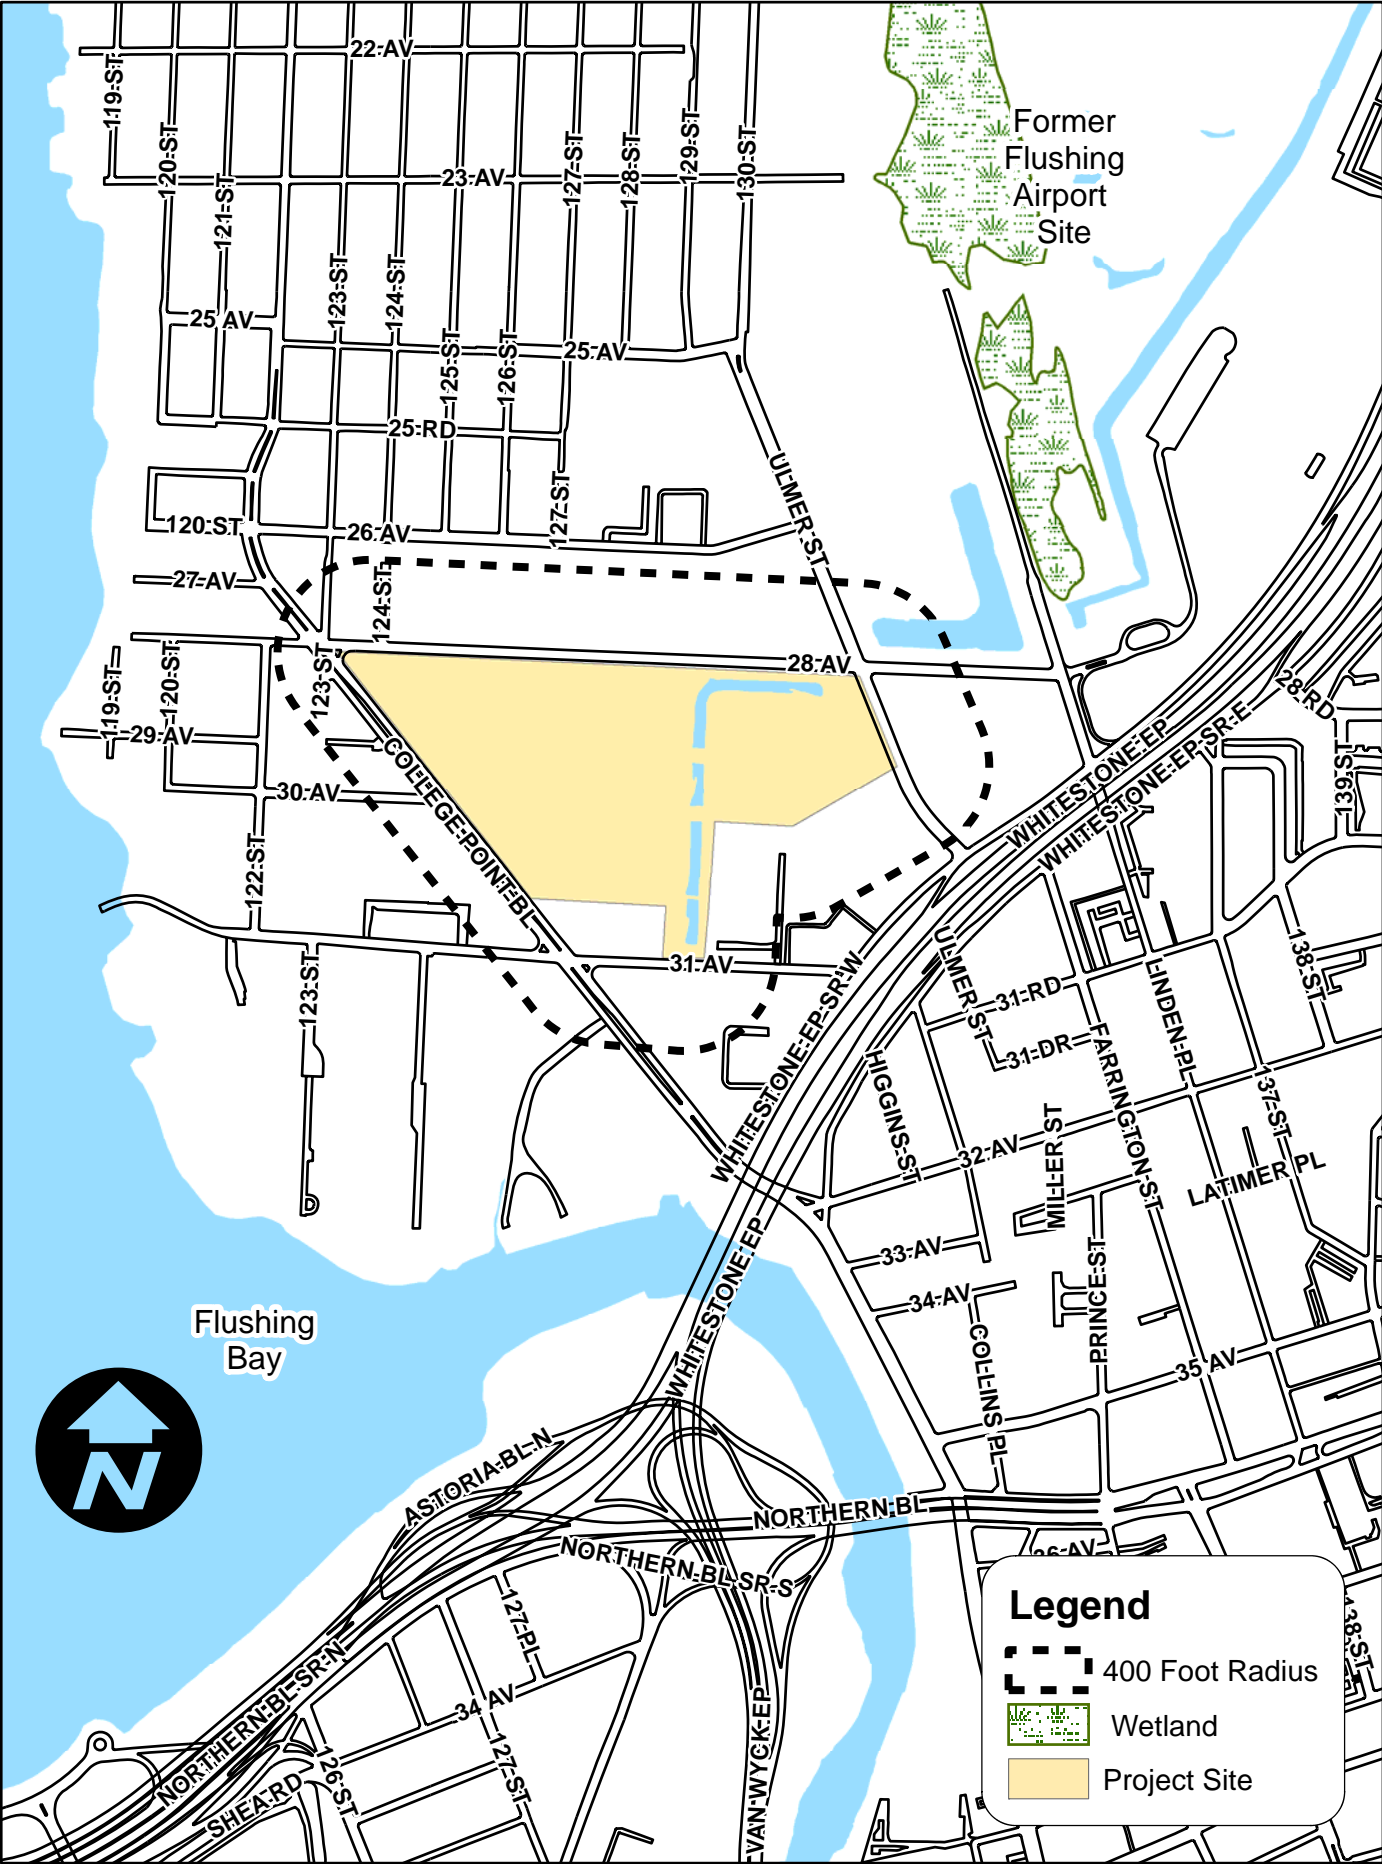 22 AV
119 ST
120 ST
121 ST
23 AV
127 ST
128 ST
129 ST
130 ST
Former
Flushing
Airport
Site
123 ST
124 ST
25 AV
125 ST
126 ST
25 AV
25 RD
127 ST
ULMER ST
120 ST
26 AV
27 AV
124 ST
28 AV
119 ST
120 ST
123 ST
29 AV
30 AV
122 ST
COLLEGE POINT BL
28 RD
139 ST
WHITESTONE EP
WHITESTONE EP SR E
31 AV
123 ST
WHITESTONE EP SR W
ULMER ST
31 RD
31 DR
LINDEN PL
138 ST
FARRINGTON ST
HIGGINS ST
137 ST
32 AV
MILLER ST
LATIMER PL
33 AV
34 AV
PRINCE ST
COLLINS PL
35 AV
WHITESTONE EP
Flushing
Bay
N
ASTORIA BL N
NORTHERN BL
NORTHERN BL SR S
36 AV
127 PL
34 AV
127 ST
NORTHERN BL SR N
SHEA RD
126 ST
VAN WYCK EP
138 ST
Legend
400 Foot Radius
Wetland
Project Site